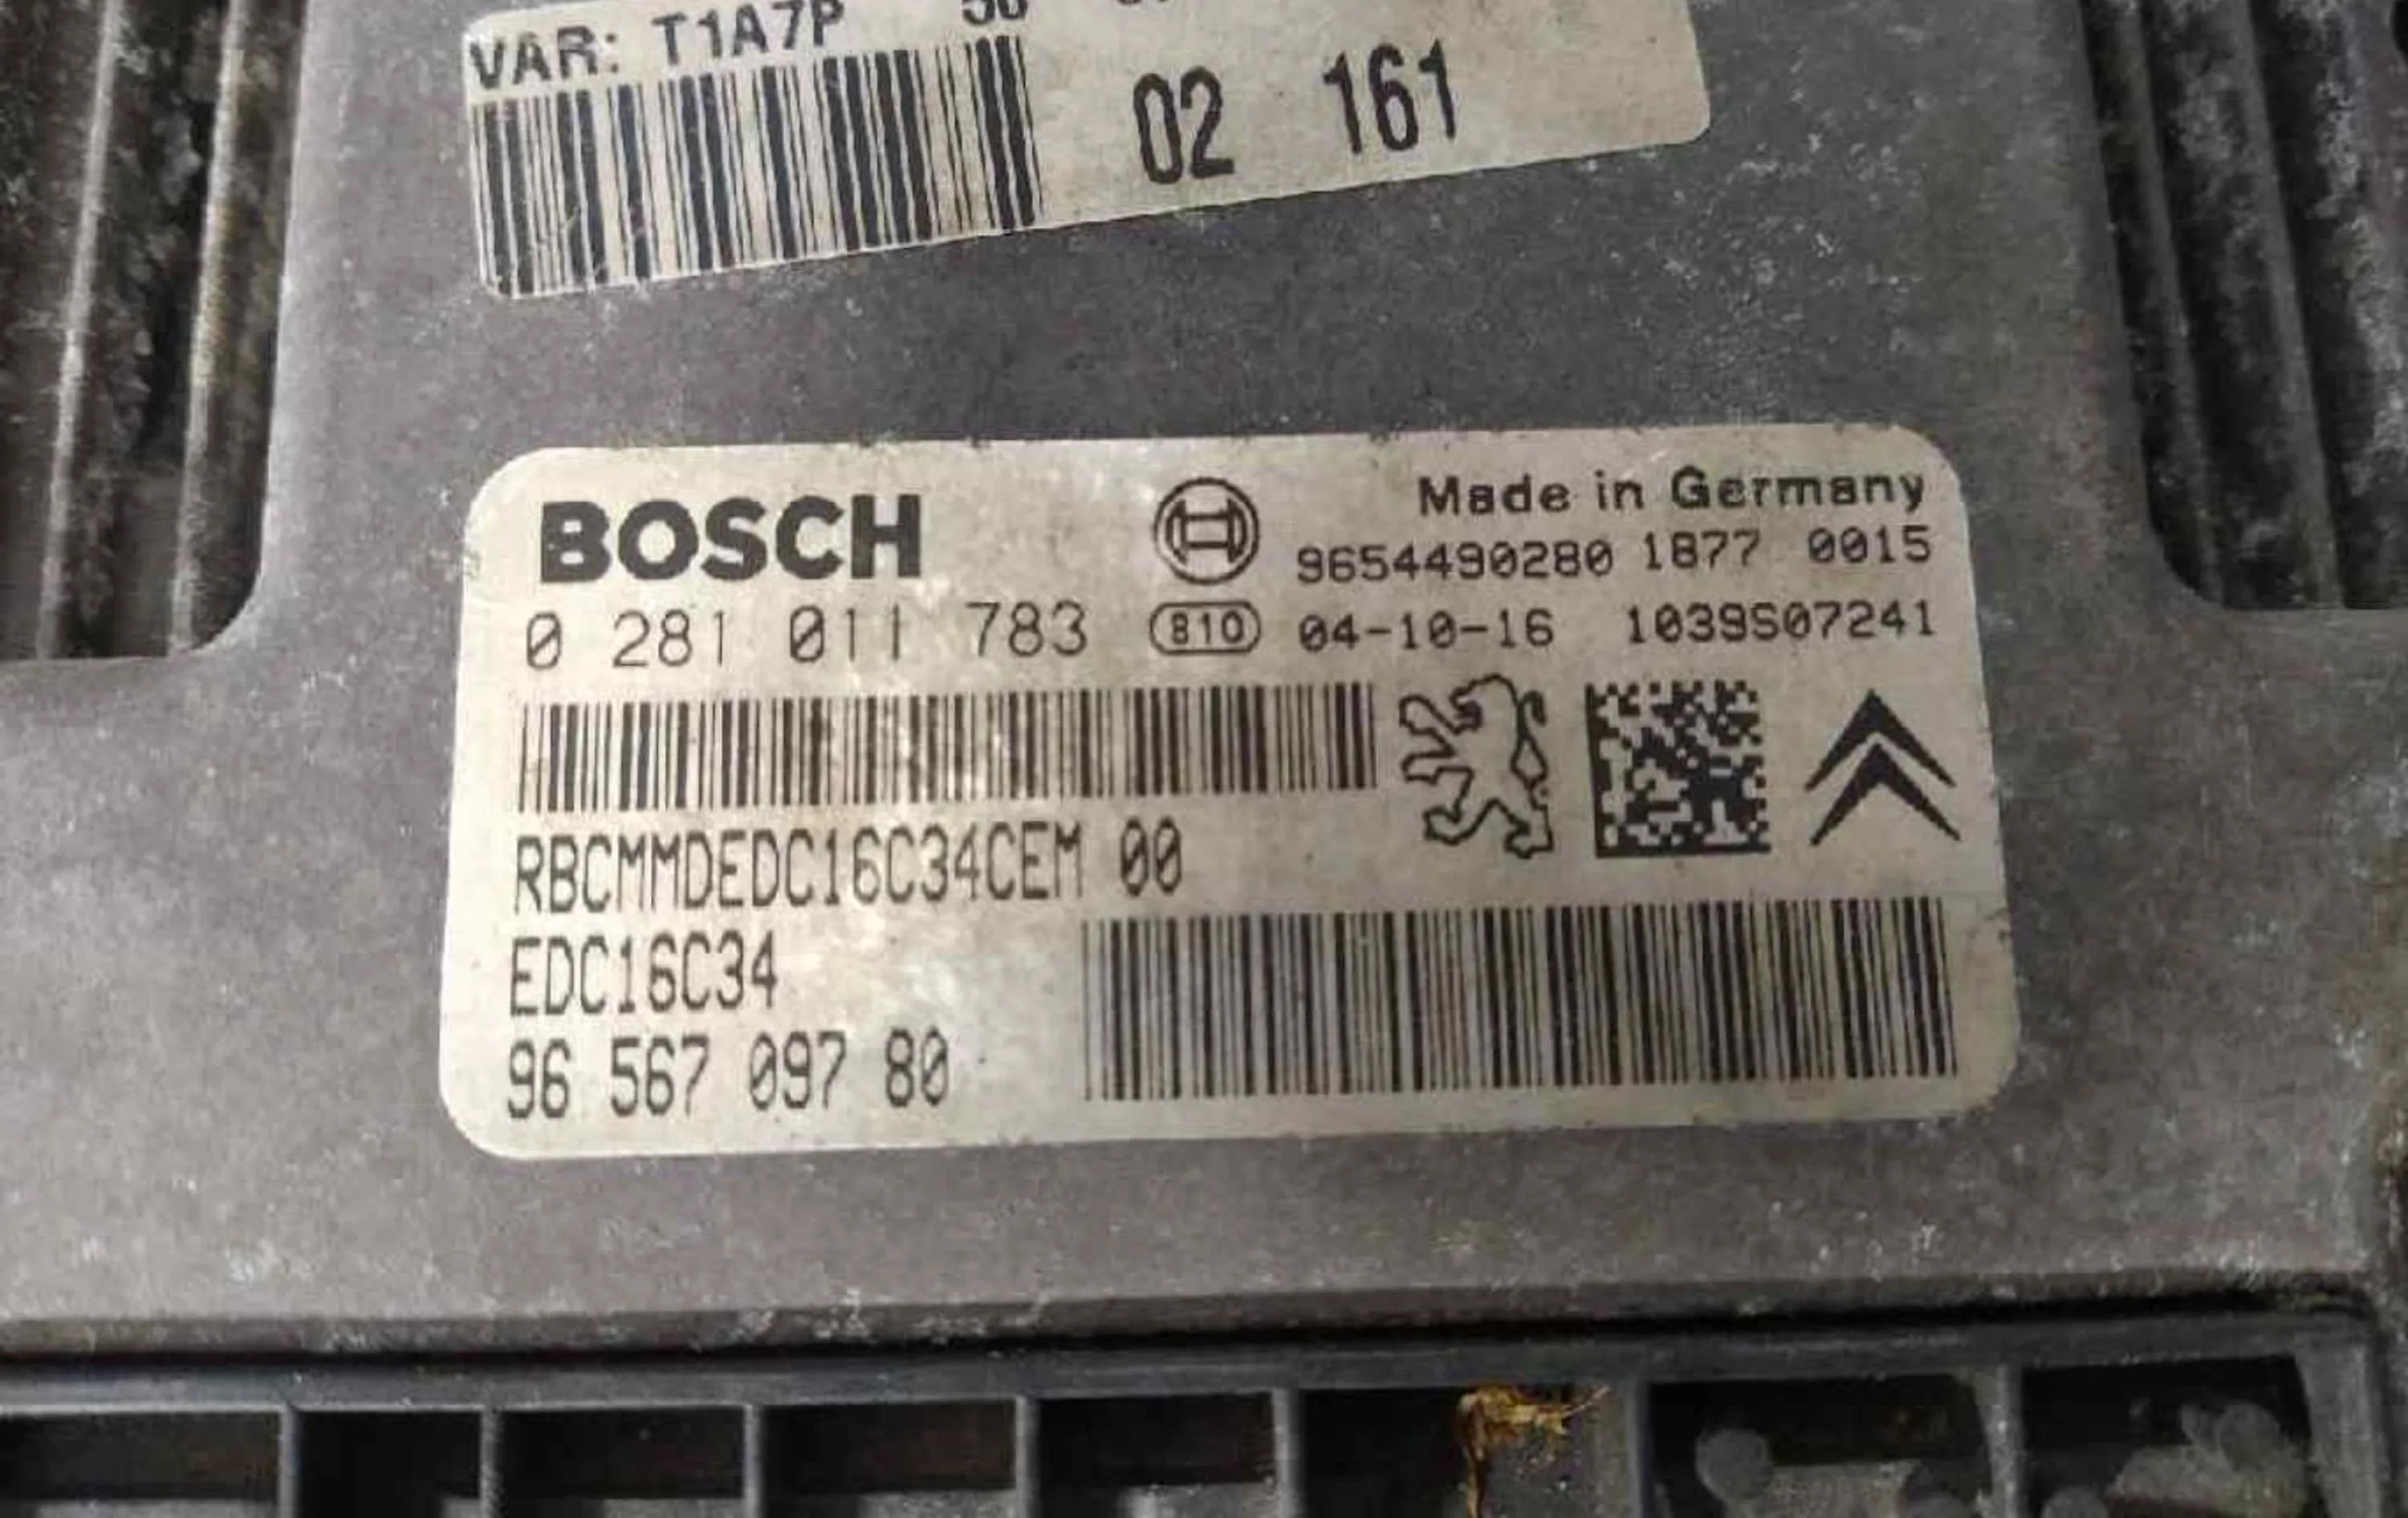 VAR: T1A7P
02 161
BOSCH
Made in Germany
9654490280 1877 0015
0 281 011 783
810 04-10-16 1039S07241
RBCMMDEDC16C34CEM 00
EDC16C34
96 567 097 80